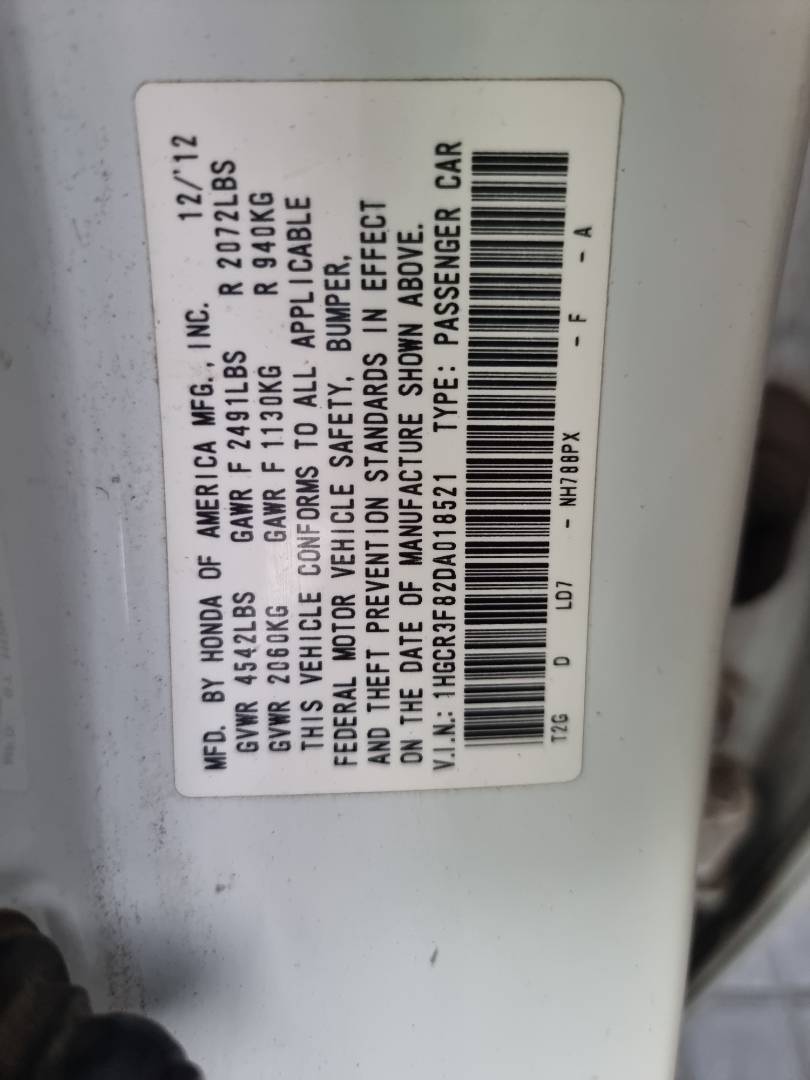 MFD. BY HONDA OF AMERICA MFG., INC. 12/'12
GVWR 4542LBS GAWR F 2491LBS R 2072LBS
GVWR 2060KG GAWR F 1130KG R 940KG
THIS VEHICLE CONFORMS TO ALL APPLICABLE
FEDERAL MOTOR VEHICLE SAFETY, BUMPER,
AND THEFT PREVENTION STANDARDS IN EFFECT
ON THE DATE OF MANUFACTURE SHOWN ABOVE.
V.I.N.: 1HGCR3F82DA018521 TYPE: PASSENGER CAR
T2G D LD7 - NH788PX - F - A